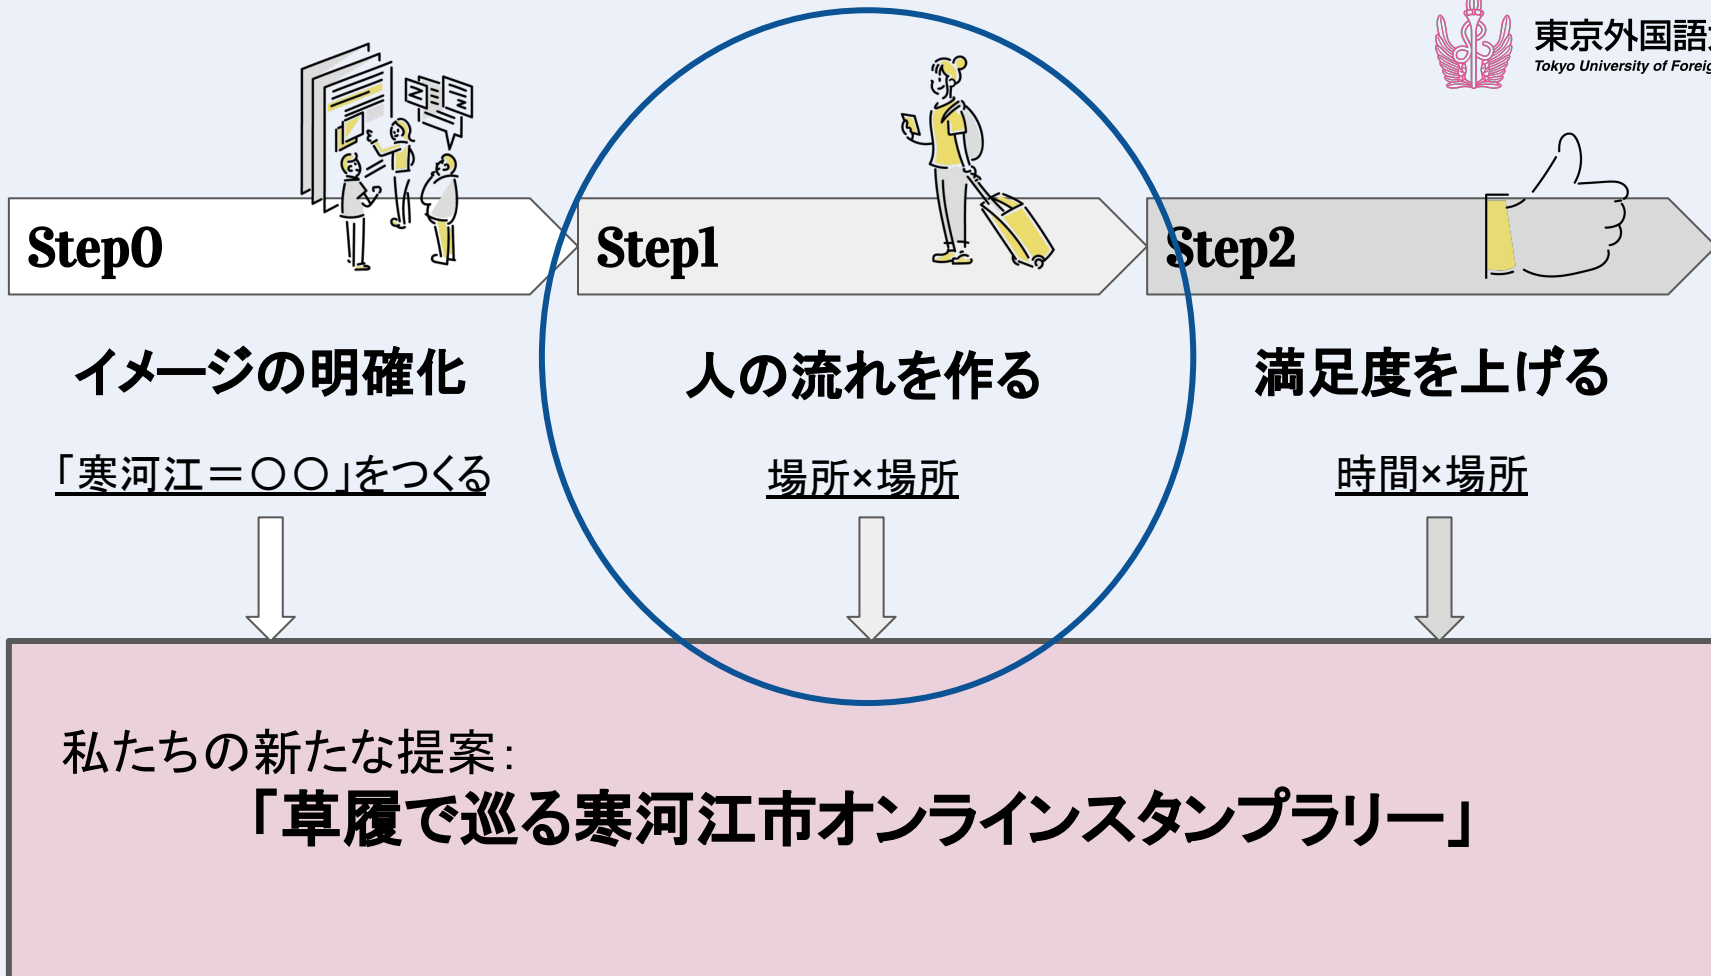 東京外国語
Tokyo University of Foreig
Step0
Step1
Step2
イメージの明確化
人の流れを作る
満足度を上げる
「寒河江＝〇〇」をつくる
場所×場所
時間×場所
私たちの新たな提案：
「草履で巡る寒河江市オンラインスタンプラリー」